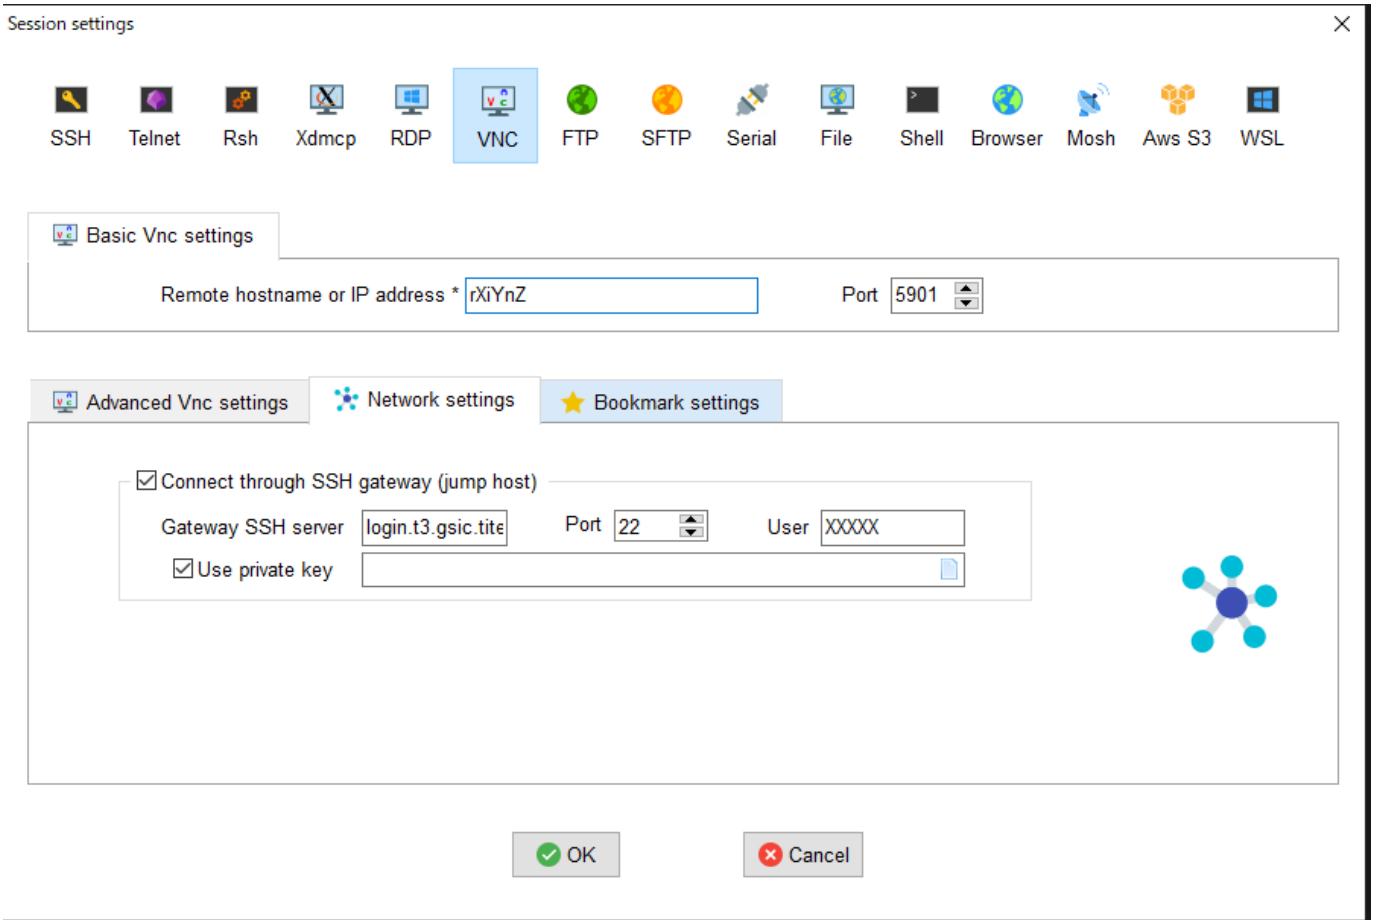 Session settings
SSH Telnet Rsh Xdmcp RDP VNC FTP SFTP Serial File Shell Browser Mosh Aws S3 WSL
Basic Vnc settings
Remote hostname or IP address * rXiYnZ Port 5901
Advanced Vnc settings Network settings Bookmark settings
Connect through SSH gateway (jump host)
Gateway SSH server login.t3.gsic.tite Port 22 User XXXXX
Use private key
OK Cancel